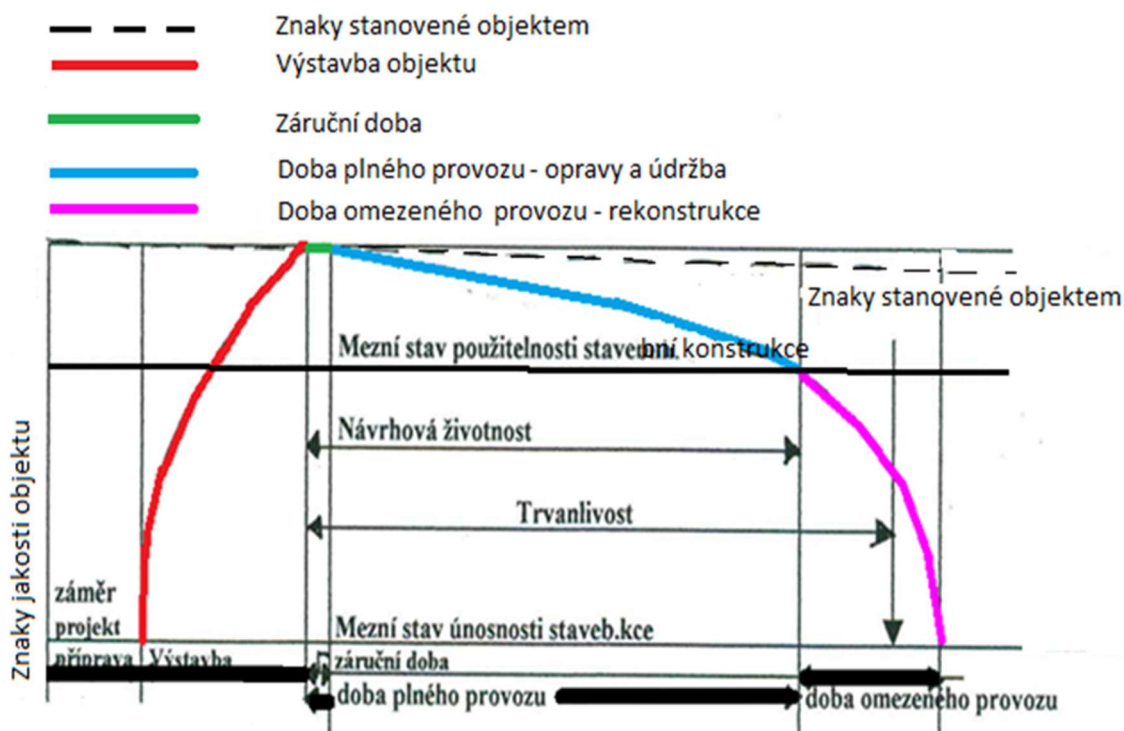 Znaky stanovené objektem
Výstavba objektu
Záruční doba
Doba plného provozu - opravy a údržba
Doba omezeného provozu - rekonstrukce
Znaky stanovené objektem
Mezní stav použitelnosti stavební konstrukce
Návrhová životnost
Trvanlivost
Znaky jakosti objektu
záměr
projekt
příprava
Výstavba
Mezní stav únosnosti staveb.kce
záruční doba
doba plného provozu
doba omezeného provozu